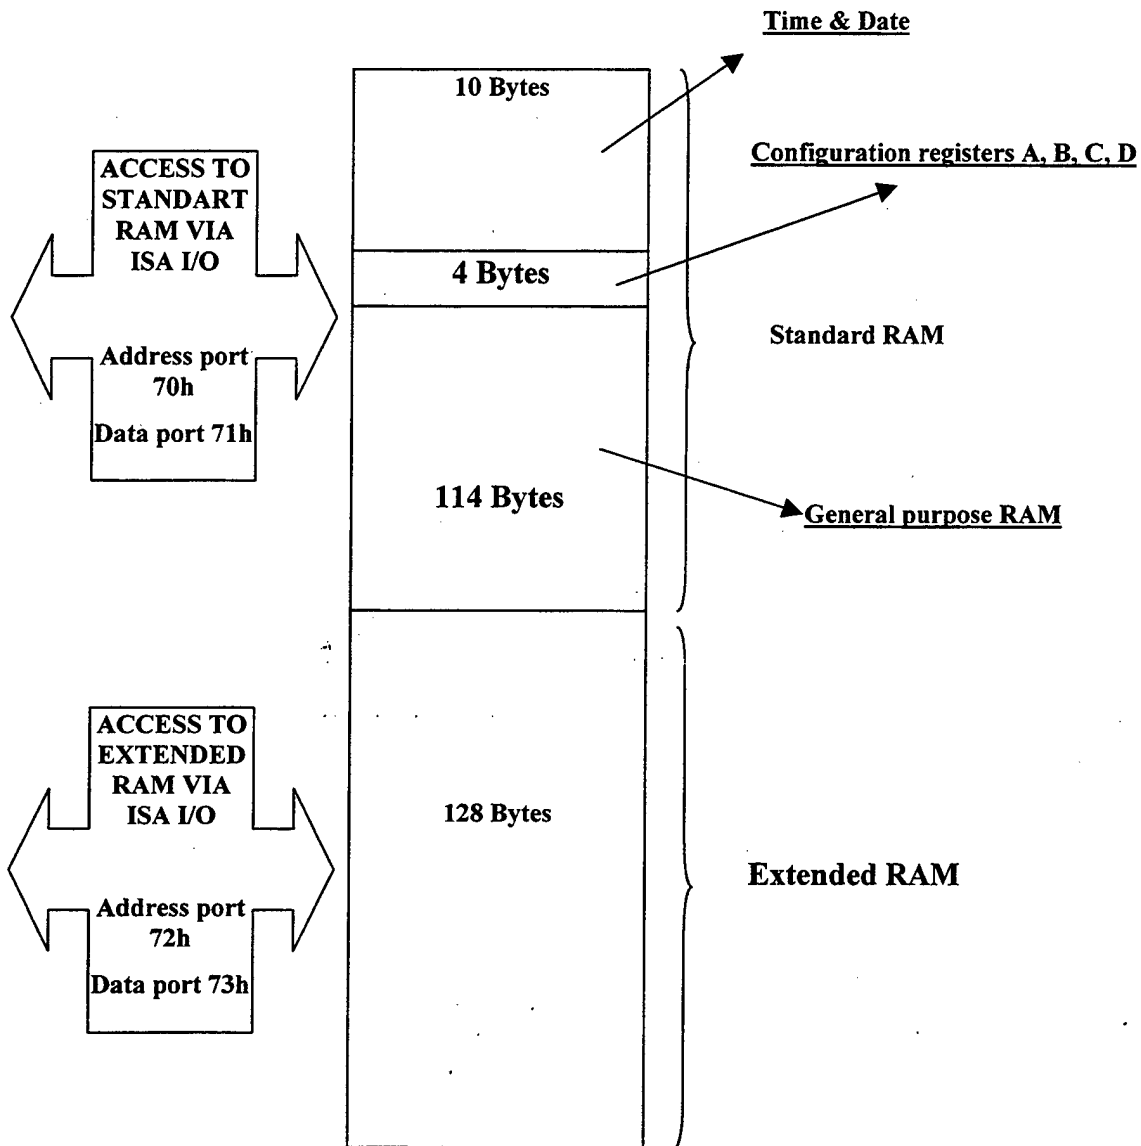 Time & Date
10 Bytes
Configuration registers A, B, C, D
ACCESS TO
STANDART
RAM VIA
ISA I/O
4 Bytes
Address port
70h
Data port 71h
Standard RAM
114 Bytes
General purpose RAM
ACCESS TO
EXTENDED
RAM VIA
ISA I/O
Address port
72h
Data port 73h
128 Bytes
Extended RAM